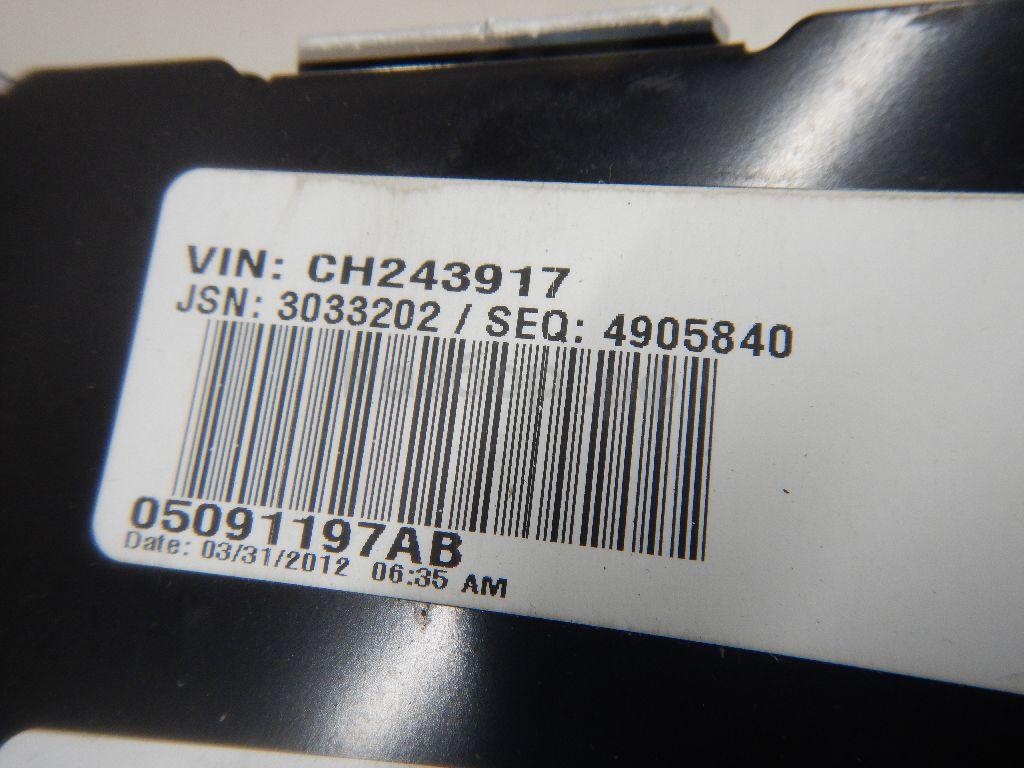 VIN: CH243917
JSN: 3033202 / SEQ: 4905840
05091197AB
Date: 03/31/2012 06:35 AM